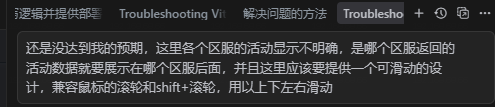 逻辑并提供部署
Troubleshooting Vit
解决问题的方法
Troublesho
还是没达到我的预期，这里各个区服的活动显示不明确，是哪个区服返回的
活动数据就要展示在哪个区服后面，并且这里应该要提供一个可滑动的设
计，兼容鼠标的滚轮和shift+滚轮，用以上下左右滑动